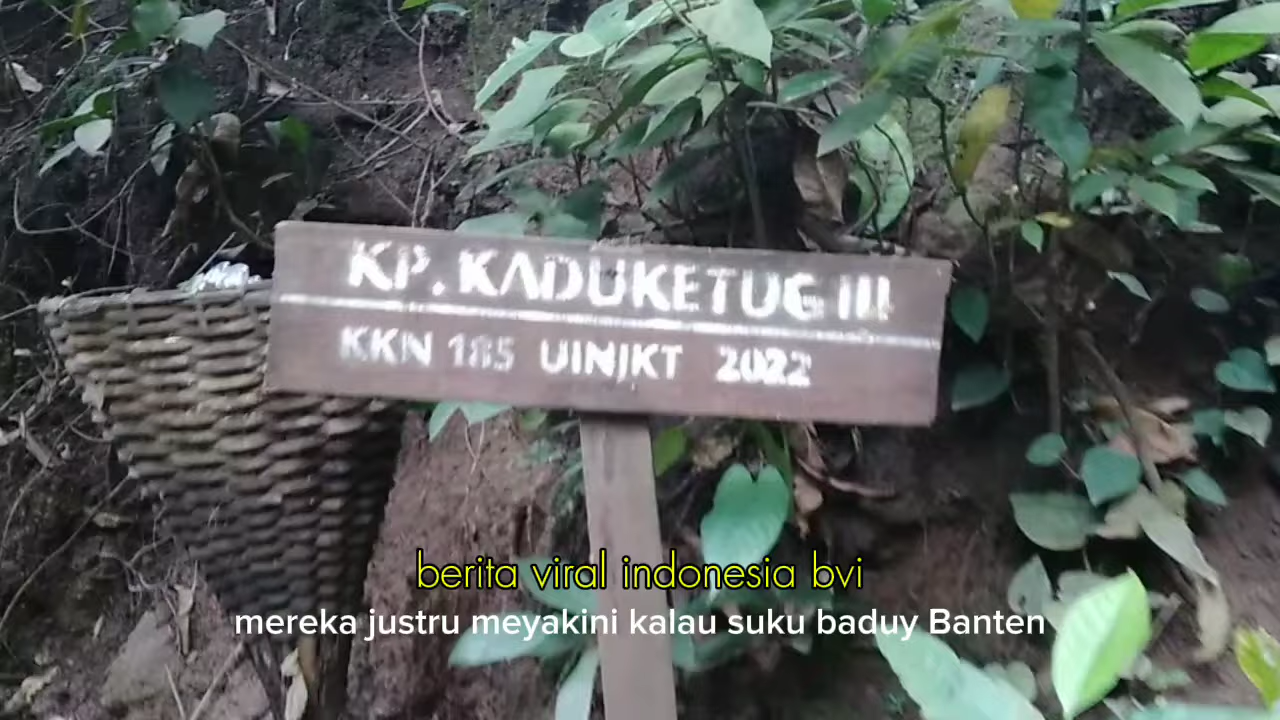 KP. KADUKETUG III
KKN 185 UINJKT 2022
berita viral indonesia bvi
mereka justru meyakini kalau suku baduy Banten